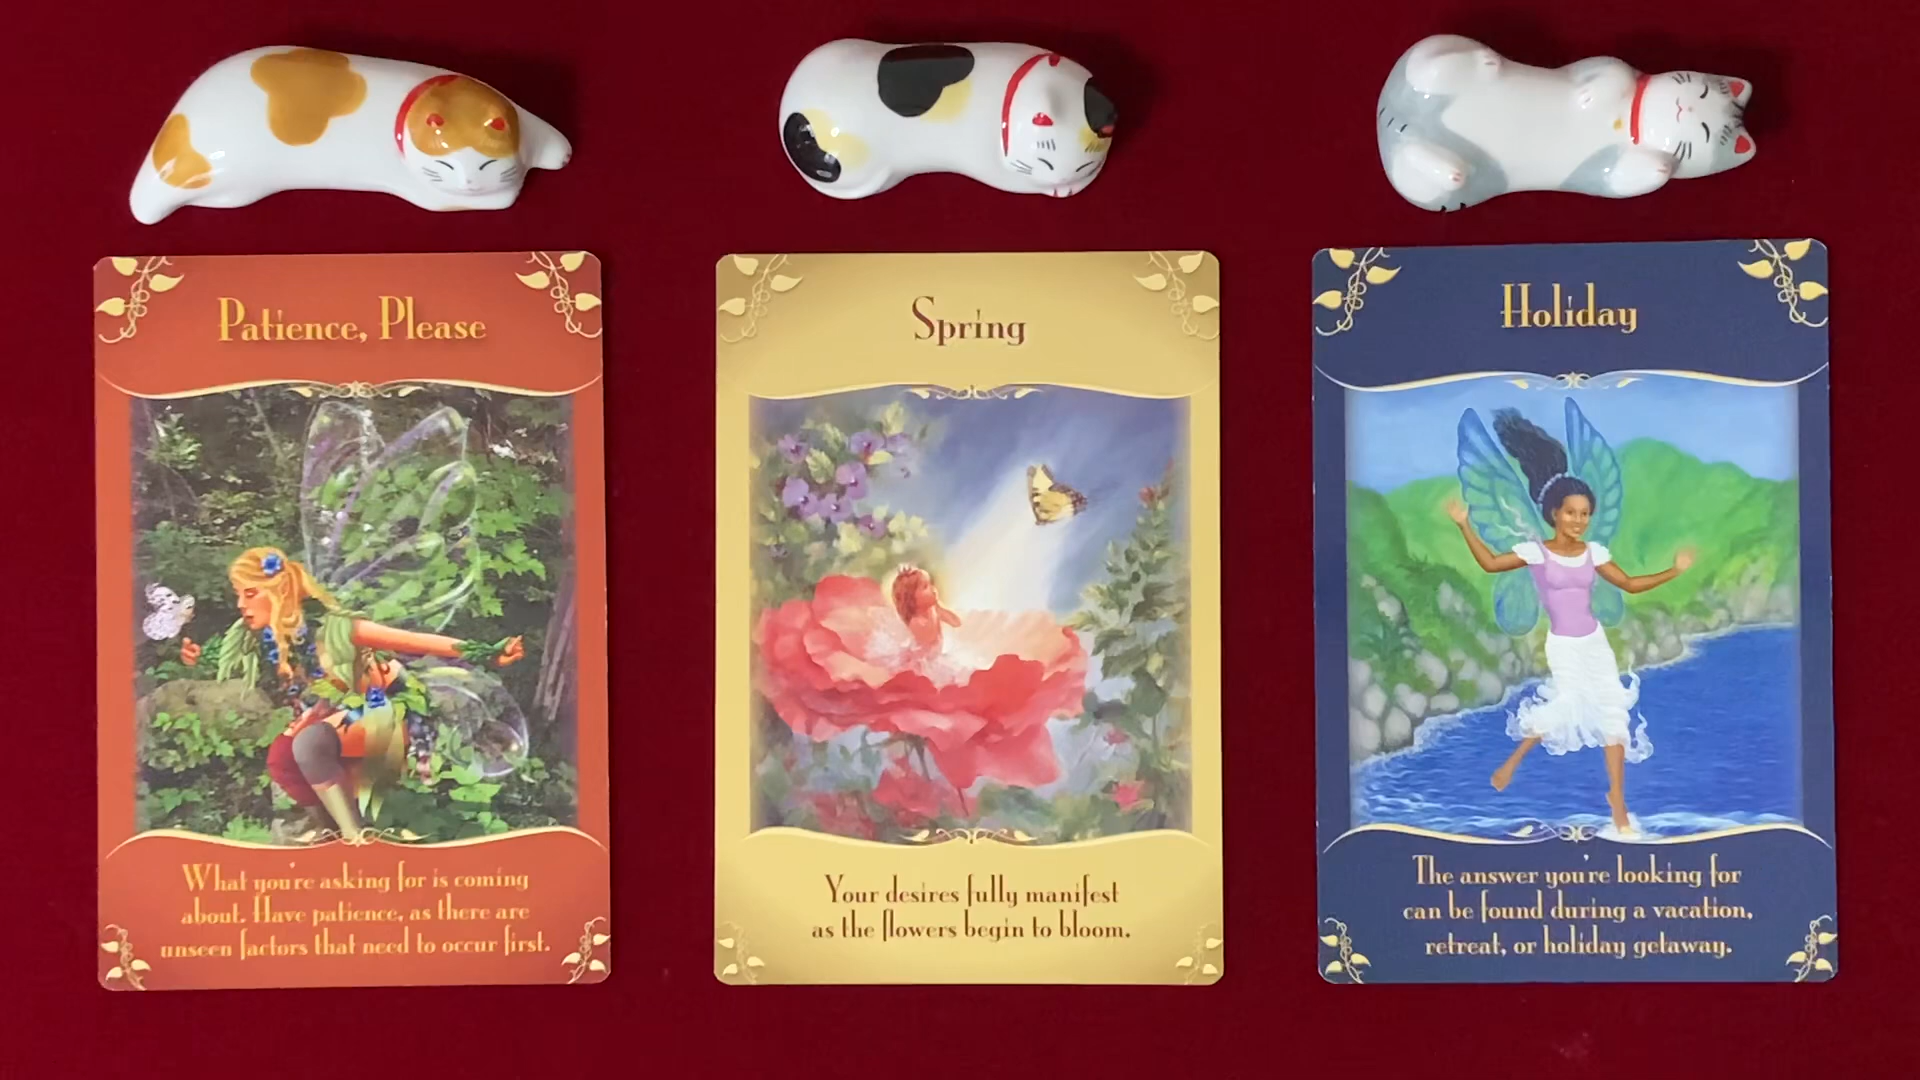 Patience, Please
What you're asking for is coming
about. Have patience, as there are
unseen factors that need to occur first.
Spring
Your desires fully manifest
as the flowers begin to bloom.
Holiday
The answer you're looking for
can be found during a vacation,
retreat, or holiday getaway.